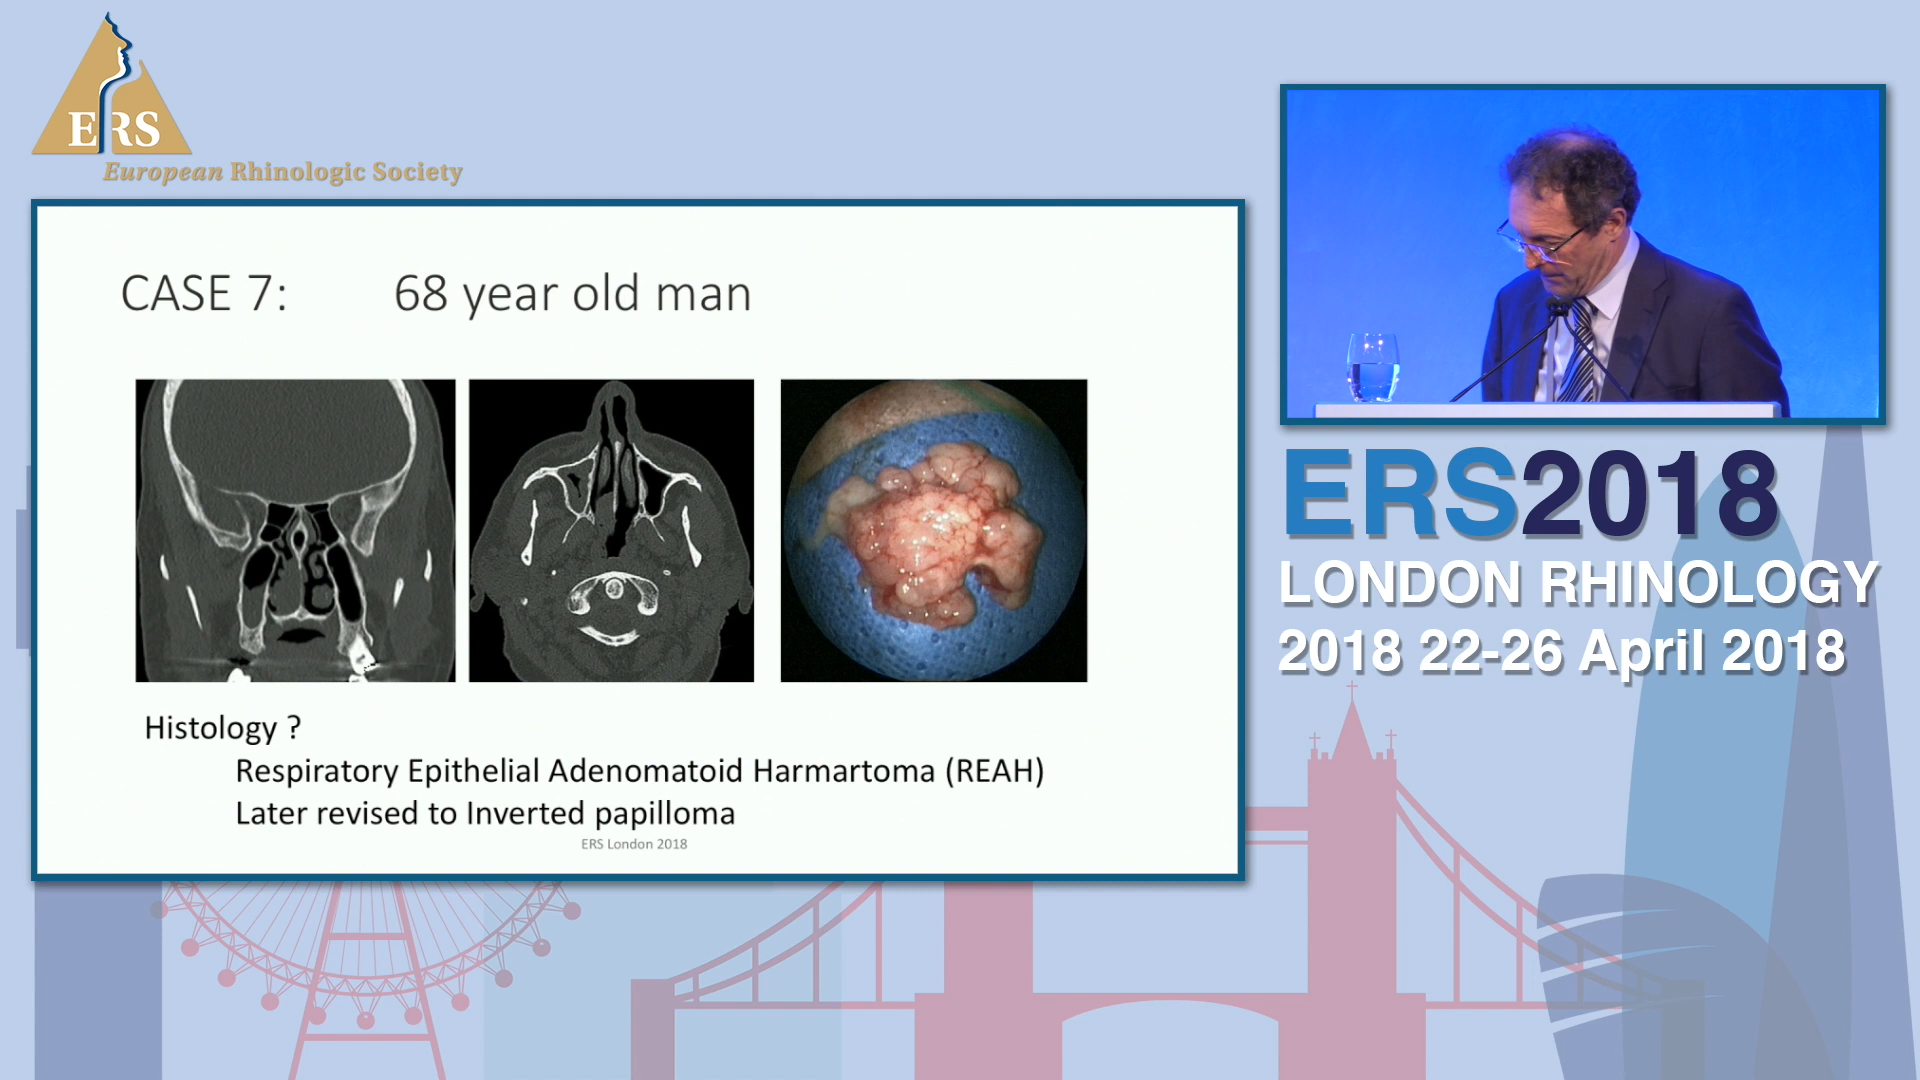 ERS
European Rhinologic Society
CASE 7: 68 year old man
Histology ?
Respiratory Epithelial Adenomatoid Harmartoma (REAH)
Later revised to Inverted papilloma
ERS London 2018
ERS2018
LONDON RHINOLOGY
2018 22-26 April 2018